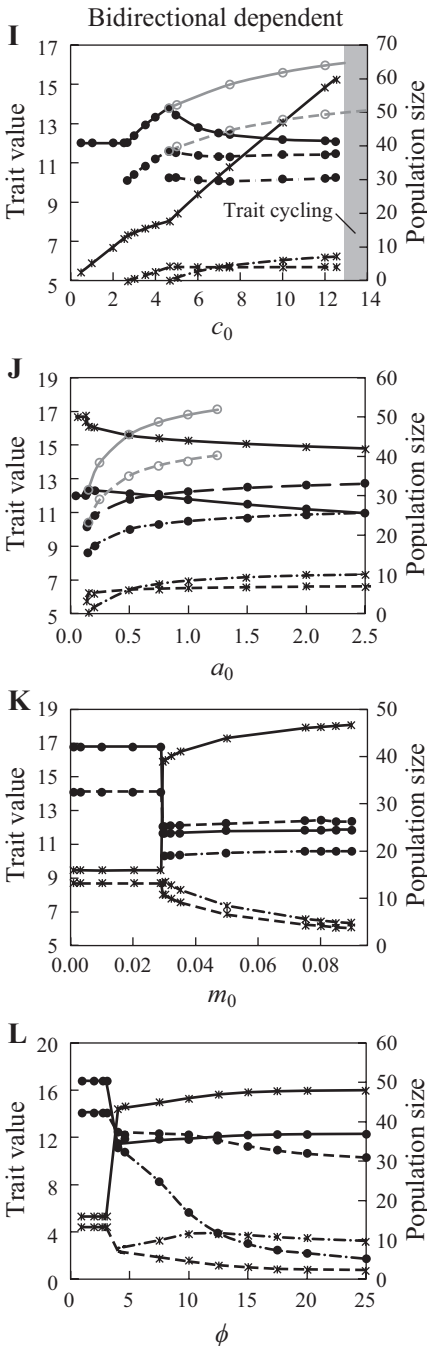 Bidirectional dependent
I
Trait value
17
15
13
11
9
7
5
70
60
50
40
30
20
10
0
Population size
Trait cycling
0 2 4 6 8 10 12 14
c0
J
Trait value
19
17
15
13
11
9
7
5
60
50
40
30
20
10
0
Population size
0.0 0.5 1.0 1.5 2.0 2.5
a0
K
Trait value
19
17
15
13
11
9
7
5
50
40
30
20
10
0
Population size
0.00 0.02 0.04 0.06 0.08
m0
L
Trait value
20
16
12
8
4
0
60
50
40
30
20
10
0
Population size
0 5 10 15 20 25
ϕ